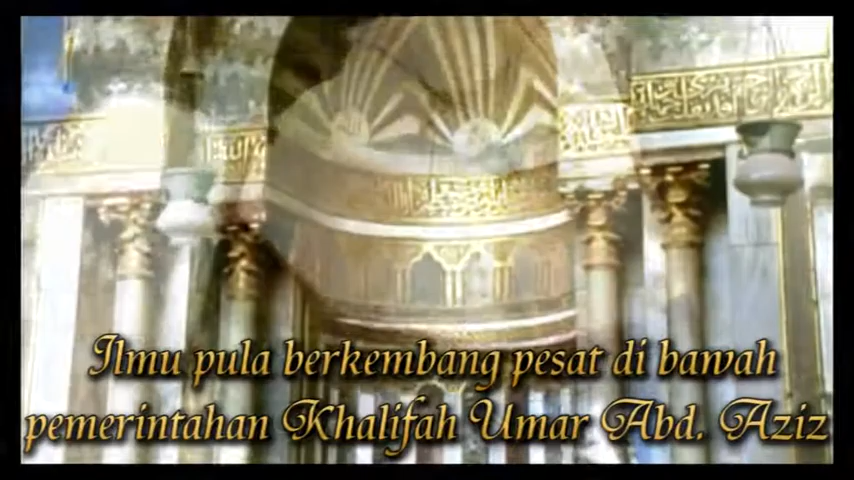 Ilmu pula berkembang pesat di bawah
pemerintahan Khalifah Umar Abd. Aziz